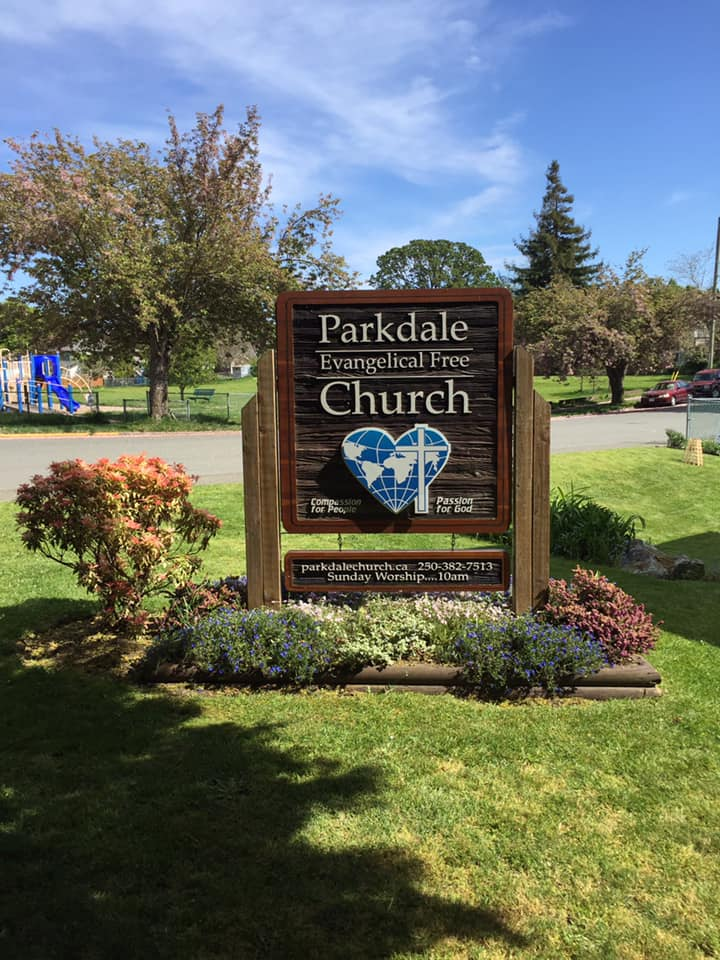 Parkdale
Evangelical Free
Church
Compassion
for People
Passion
for God
parkdalechurch.ca 250-382-7513
Sunday Worship....10am